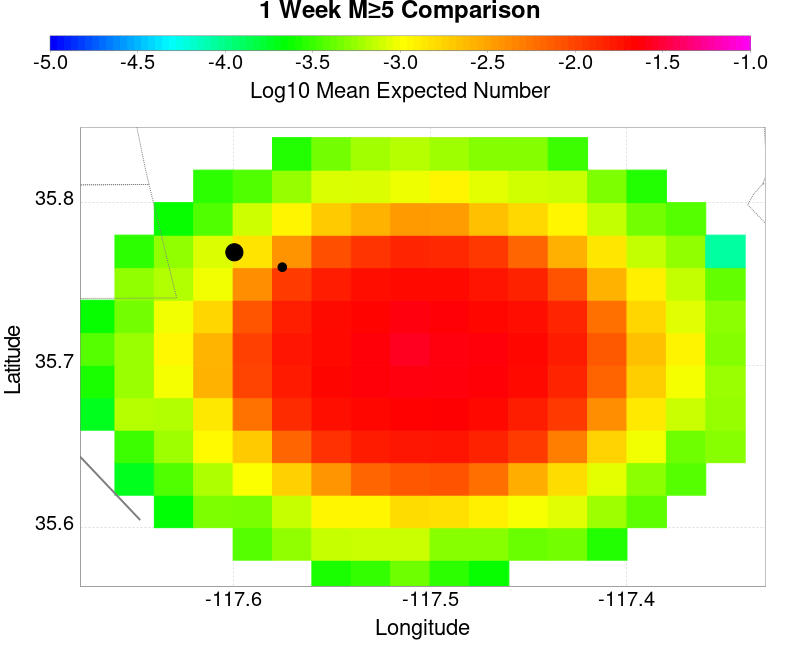 1 Week M≥5 Comparison
-5.0 -4.5 -4.0 -3.5 -3.0 -2.5 -2.0 -1.5 -1.0
Log10 Mean Expected Number
35.8
35.7
35.6
Latitude
-117.6 -117.5 -117.4
Longitude